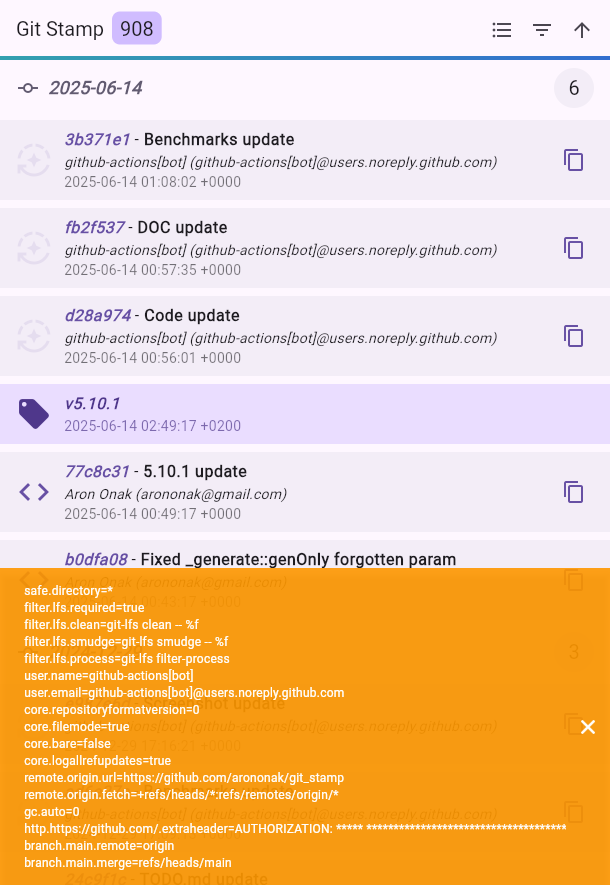 Git Stamp 908
2025-06-14 6
3b371e1 - Benchmarks update
github-actions[bot] (github-actions[bot]@users.noreply.github.com)
2025-06-14 01:08:02 +0000
fb2f537 - DOC update
github-actions[bot] (github-actions[bot]@users.noreply.github.com)
2025-06-14 00:57:35 +0000
d28a974 - Code update
github-actions[bot] (github-actions[bot]@users.noreply.github.com)
2025-06-14 00:56:01 +0000
v5.10.1
2025-06-14 02:49:17 +0200
77c8c31 - 5.10.1 update
Aron Onak (arononak@gmail.com)
2025-06-14 00:49:17 +0000
b0dfa08 - Fixed _generate::genOnly forgotten param
Aron Onak (arononak@gmail.com)
safe.directory=*
filter.lfs.required=true
filter.lfs.clean=git-lfs clean -- %f
filter.lfs.smudge=git-lfs smudge -- %f
filter.lfs.process=git-lfs filter-process
3
user.name=github-actions[bot]
user.email=github-actions[bot]@users.noreply.github.com
Screenshot update
core.repositoryformatversion=0
core.filemode=true
core.bare=false
core.logallrefupdates=true
remote.origin.url=https://github.com/arononak/git_stamp
remote.origin.fetch=+refs/heads/*:refs/remotes/origin/*
gc.auto=0
http.https://github.com/.extraheader=AUTHORIZATION: ***** ***********************************
branch.main.remote=origin
branch.main.merge=refs/heads/main
24c9f1c - TODO.md update